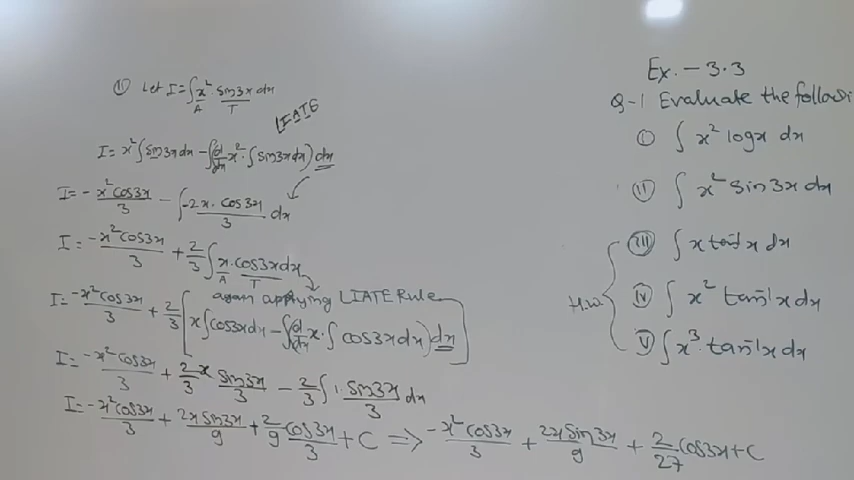 (ii) Let I = ∫ x² sin3x dx
A T
LIATE
I = x² ∫ sin3x dx - ∫(d/dx x² · ∫ sin3x dx) dx
I = - x² cos3x/3 - ∫ -2x · cos3x/3 dx
I = -x² cos3x/3 + 2/3 ∫ x · cos3x dx
A T
again applying LIATE Rule
I = -x² cos3x/3 + 2/3 [x ∫ cos3x dx - ∫(d/dx x · ∫ cos3x dx) dx]
I = -x² cos3x/3 + 2/3 x sin3x/3 - 2/3 ∫ 1 · sin3x/3 dx
I = -x² cos3x/3 + 2x sin3x/9 + 2/9 cos3x/3 + C ⇒ -x² cos3x/3 + 2x sin3x/9 + 2/27 cos3x + C
Ex. - 3.3
Q-1 Evaluate the followi
(i) ∫ x² logx dx
(ii) ∫ x² sin3x dx
(iii) ∫ x tan⁻¹x dx
H.W
(iv) ∫ x² tan⁻¹x dx
(v) ∫ x³ · tan⁻¹x dx